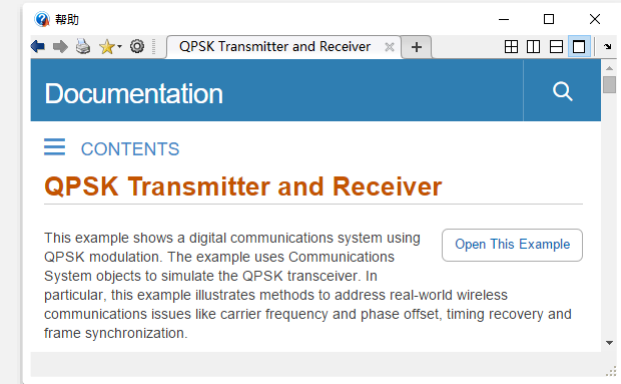 帮助
QPSK Transmitter and Receiver
Documentation
CONTENTS
QPSK Transmitter and Receiver
This example shows a digital communications system using
QPSK modulation. The example uses Communications
System objects to simulate the QPSK transceiver. In
particular, this example illustrates methods to address real-world wireless
communications issues like carrier frequency and phase offset, timing recovery and
frame synchronization.
Open This Example